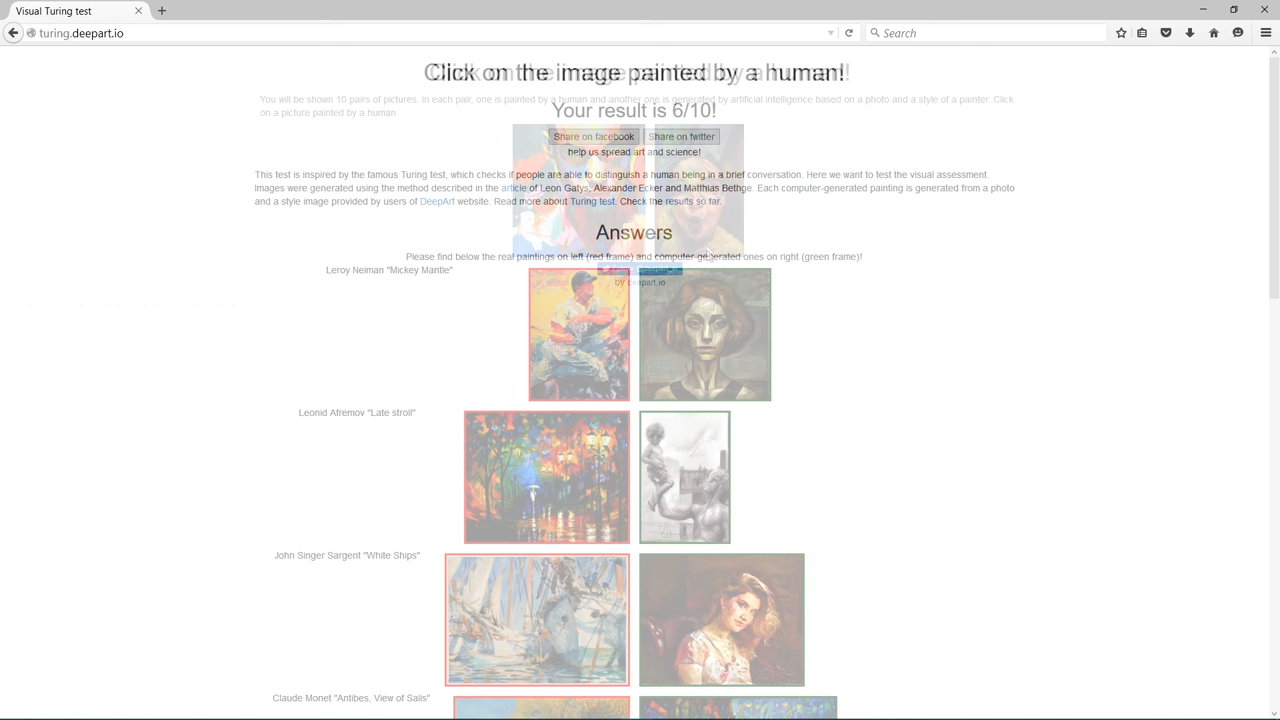 Visual Turing test
turing.deepart.io
Search
Click on the image painted by a human!
You will be shown 10 pairs of pictures. In each pair, one is painted by a human and another one is generated by artificial intelligence based on a photo and a style of a painter. Click
on a picture painted by a human.
Your result is 6/10!
Share on facebook Share on twitter
help us spread art and science!
This test is inspired by the famous Turing test, which checks if people are able to distinguish a human being in a brief conversation. Here we want to test the visual assessment.
Images were generated using the method described in the article of Leon Gatys, Alexander Ecker and Matthias Bethge. Each computer-generated painting is generated from a photo
and a style image provided by users of DeepArt website. Read more about Turing test. Check the results so far.
Answers
Please find below the real paintings on left (red frame) and computer-generated ones on right (green frame)!
Leroy Neiman "Mickey Mantle"
by deepart.io
Leonid Afremov "Late stroll"
John Singer Sargent "White Ships"
Claude Monet "Antibes, View of Salis"